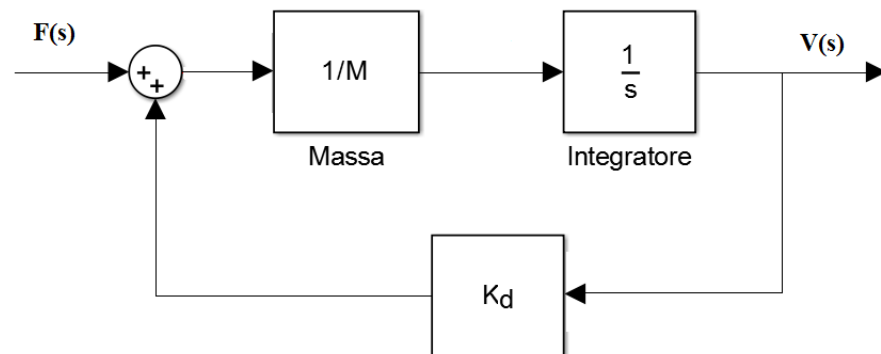 F(s)
V(s)
+
+
1/M
1
s
Massa
Integratore
Kd